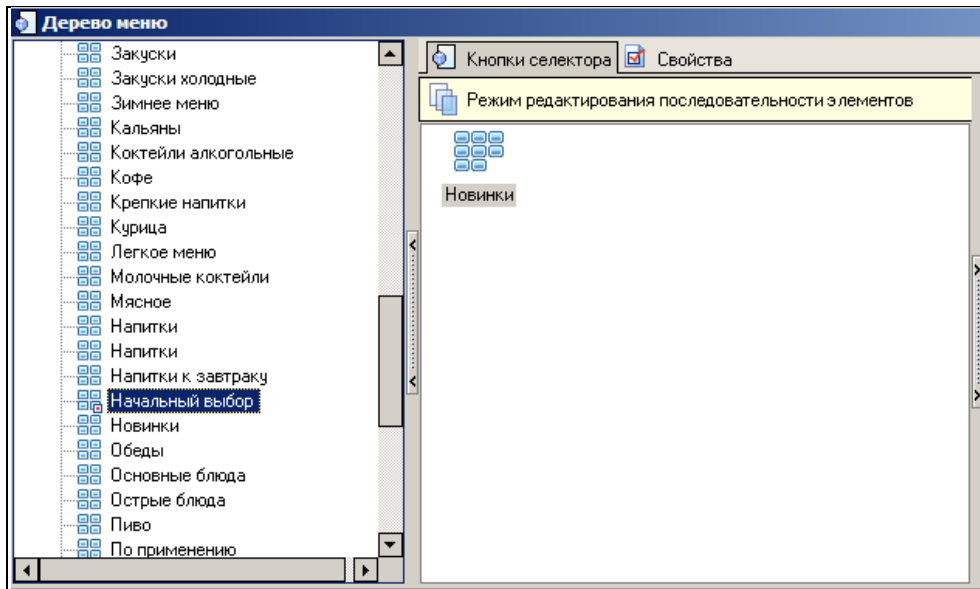 Дерево меню
Закуски
Закуски холодные
Зимнее меню
Кальяны
Коктейли алкогольные
Кофе
Крепкие напитки
Курица
Легкое меню
Молочные коктейли
Мясное
Напитки
Напитки
Напитки к завтраку
Начальный выбор
Новинки
Обеды
Основные блюда
Острые блюда
Пиво
По применению
Кнопки селектора Свойства
Режим редактирования последовательности элементов
Новинки